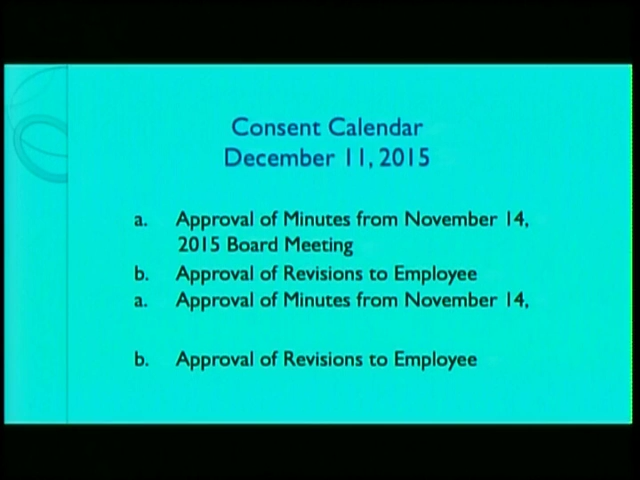 Consent Calendar
December 11, 2015
a. Approval of Minutes from November 14,
2015 Board Meeting
b. Approval of Revisions to Employee
a. Approval of Minutes from November 14,
b. Approval of Revisions to Employee